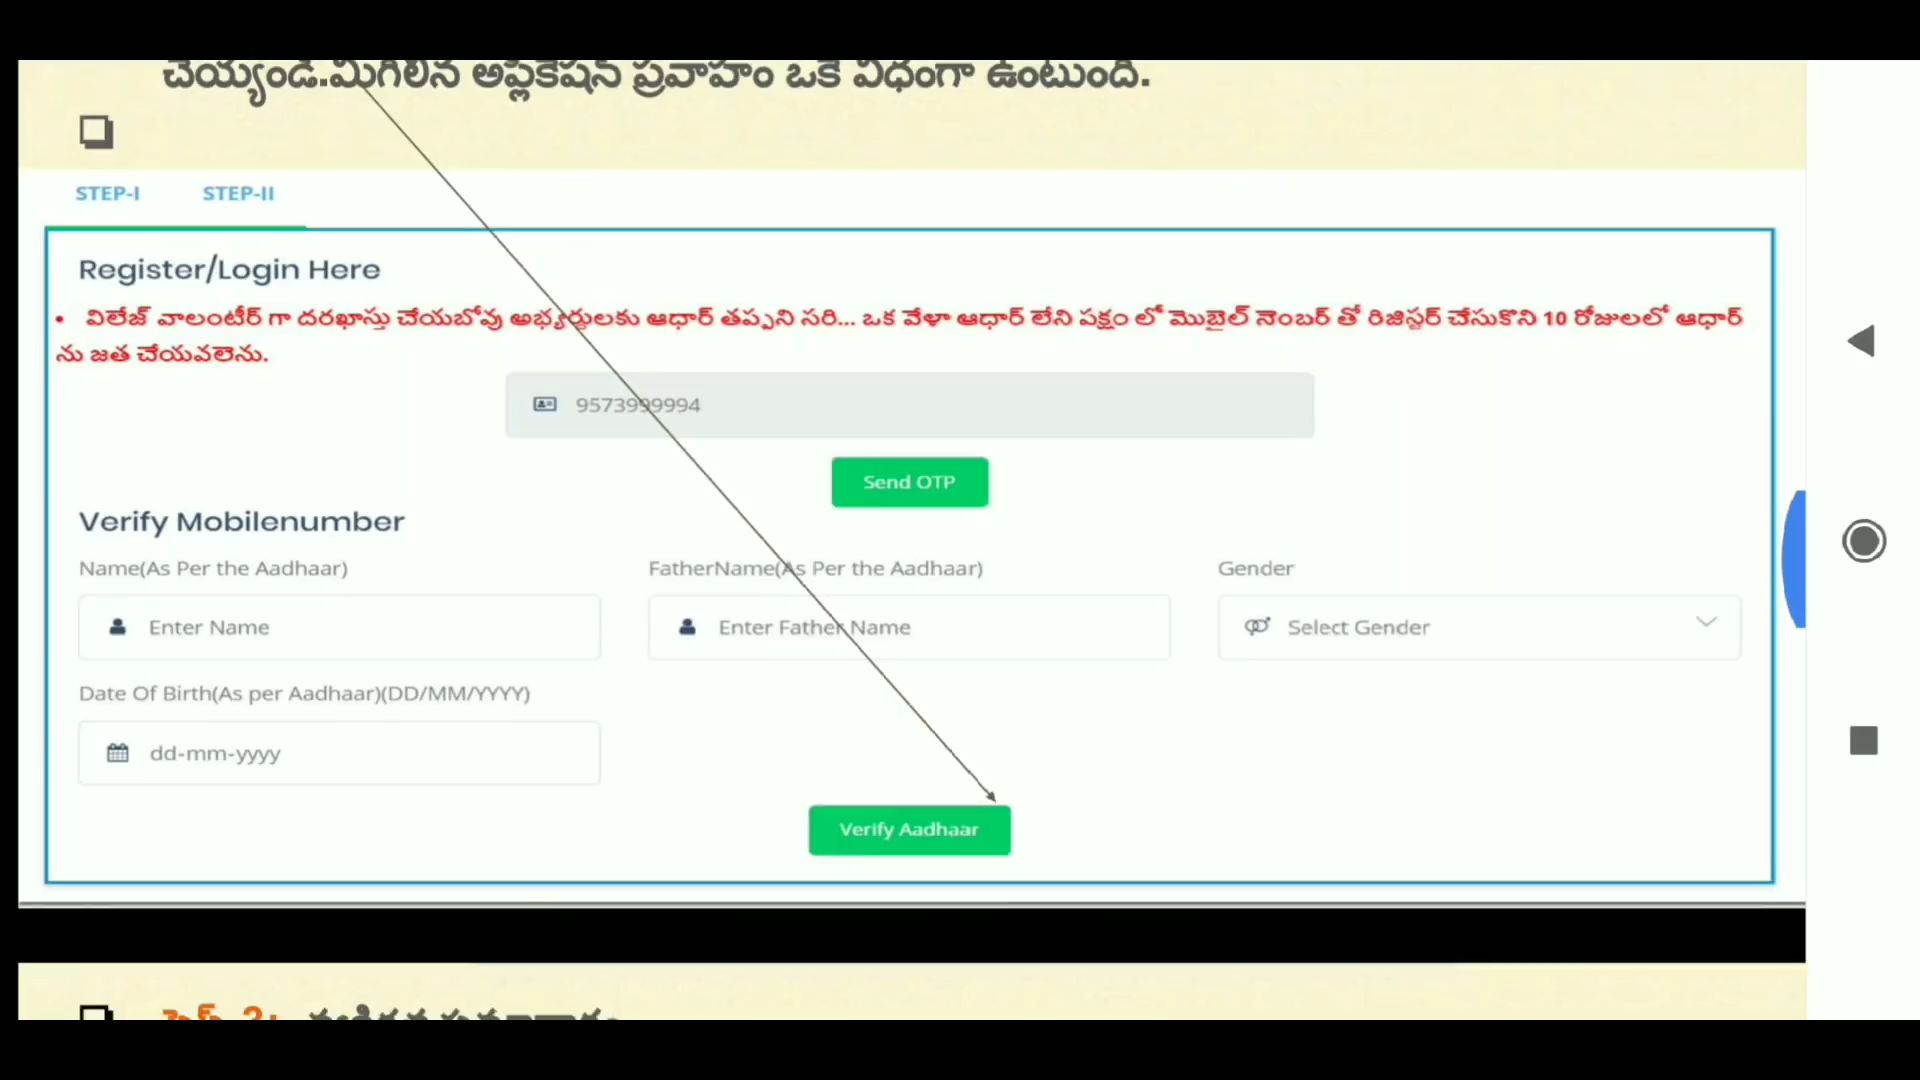 చెయ్యండి.మిగిలిన అప్లికేషన్ ప్రవాహం ఒకే విధంగా ఉంటుంది.
STEP-I STEP-II
Register/Login Here
• విలేజ్ వాలంటీర్ గా దరఖాస్తు చేయబోవు అభ్యర్థులకు ఆధార్ తప్పని సరి... ఒక వేళా ఆధార్ లేని పక్షం లో మొబైల్ నెంబర్ తో రిజిస్టర్ చేసుకొని 10 రోజులలో ఆధార్
ను జత చేయవలెను.
9573999994
Send OTP
Verify Mobilenumber
Name(As Per the Aadhaar) FatherName(As Per the Aadhaar) Gender
Enter Name Enter Father Name Select Gender
Date Of Birth(As per Aadhaar)(DD/MM/YYYY)
dd-mm-yyyy
Verify Aadhaar